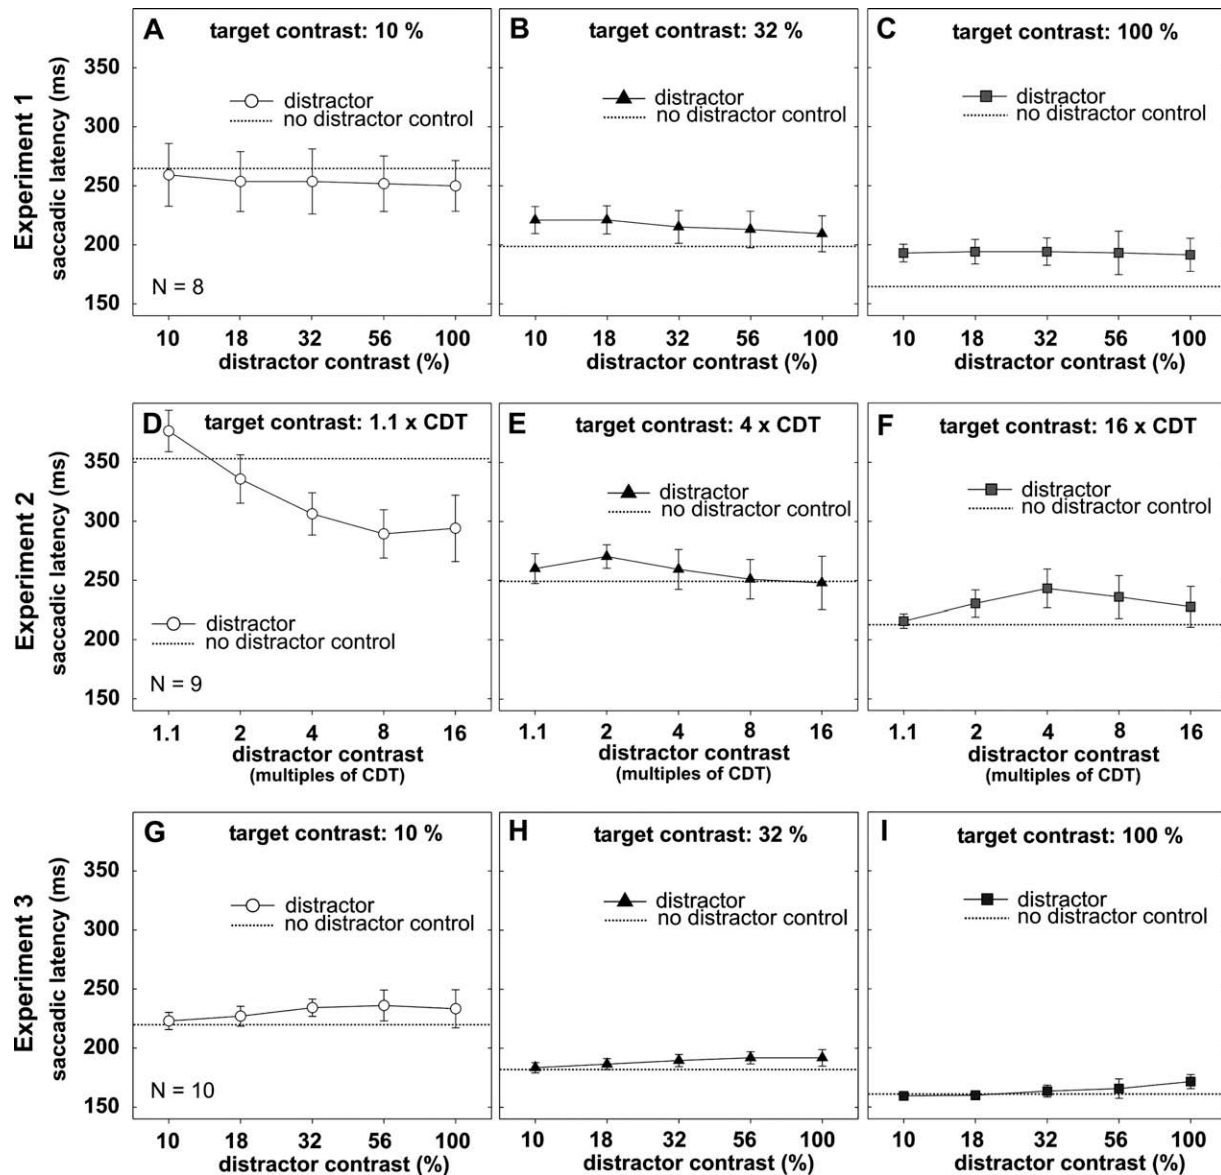 Experiment 1
saccadic latency (ms)
A target contrast: 10 %
350
300
250
200
150
distractor
no distractor control
N = 8
10 18 32 56 100
distractor contrast (%)
B target contrast: 32 %
distractor
no distractor control
10 18 32 56 100
distractor contrast (%)
C target contrast: 100 %
distractor
no distractor control
10 18 32 56 100
distractor contrast (%)
Experiment 2
saccadic latency (ms)
D target contrast: 1.1 x CDT
350
300
250
200
150
distractor
no distractor control
N = 9
1.1 2 4 8 16
distractor contrast
(multiples of CDT)
E target contrast: 4 x CDT
distractor
no distractor control
1.1 2 4 8 16
distractor contrast
(multiples of CDT)
F target contrast: 16 x CDT
distractor
no distractor control
1.1 2 4 8 16
distractor contrast
(multiples of CDT)
Experiment 3
saccadic latency (ms)
G target contrast: 10 %
350
300
250
200
150
distractor
no distractor control
N = 10
10 18 32 56 100
distractor contrast (%)
H target contrast: 32 %
distractor
no distractor control
10 18 32 56 100
distractor contrast (%)
I target contrast: 100 %
distractor
no distractor control
10 18 32 56 100
distractor contrast (%)